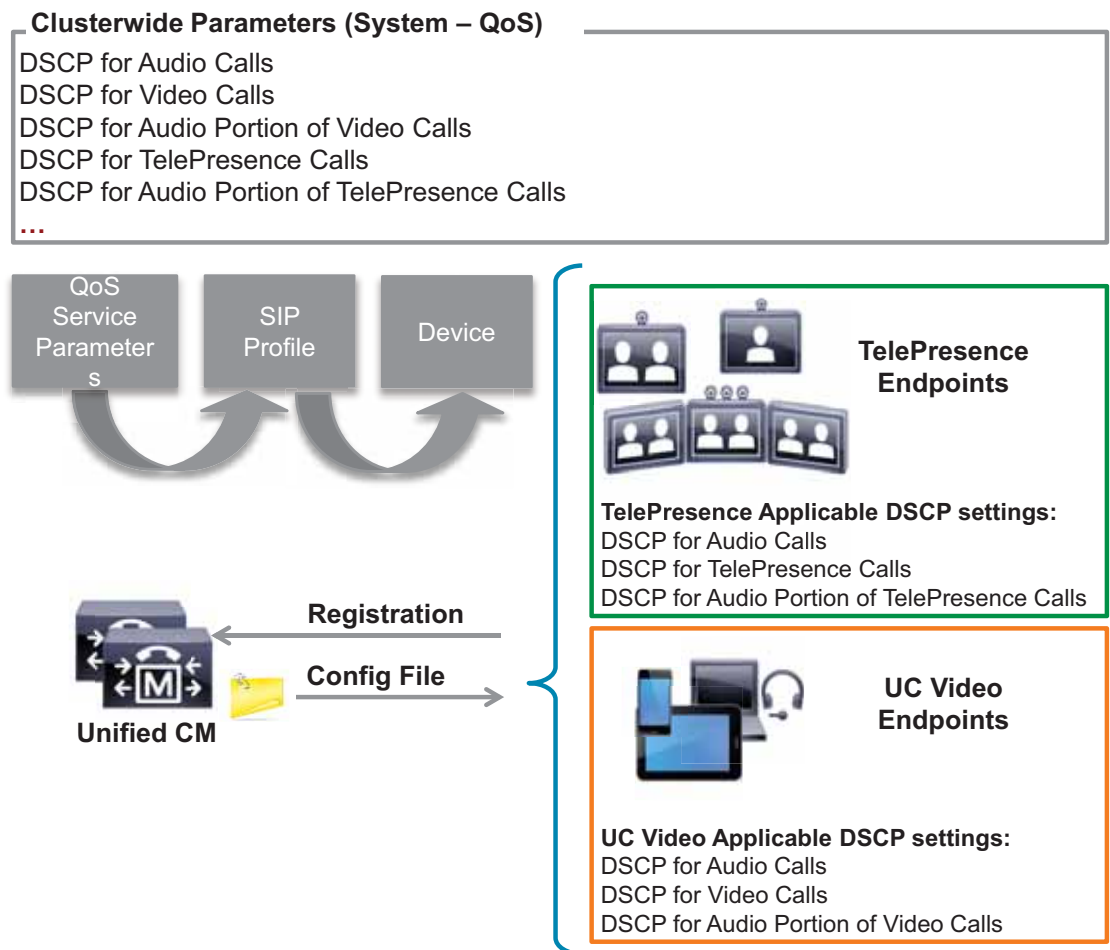 Clusterwide Parameters (System – QoS)
DSCP for Audio Calls
DSCP for Video Calls
DSCP for Audio Portion of Video Calls
DSCP for TelePresence Calls
DSCP for Audio Portion of TelePresence Calls
...
QoS
Service
Parameter
s
SIP
Profile
Device
TelePresence
Endpoints
TelePresence Applicable DSCP settings:
DSCP for Audio Calls
DSCP for TelePresence Calls
DSCP for Audio Portion of TelePresence Calls
Registration
Config File
M
Unified CM
UC Video
Endpoints
UC Video Applicable DSCP settings:
DSCP for Audio Calls
DSCP for Video Calls
DSCP for Audio Portion of Video Calls